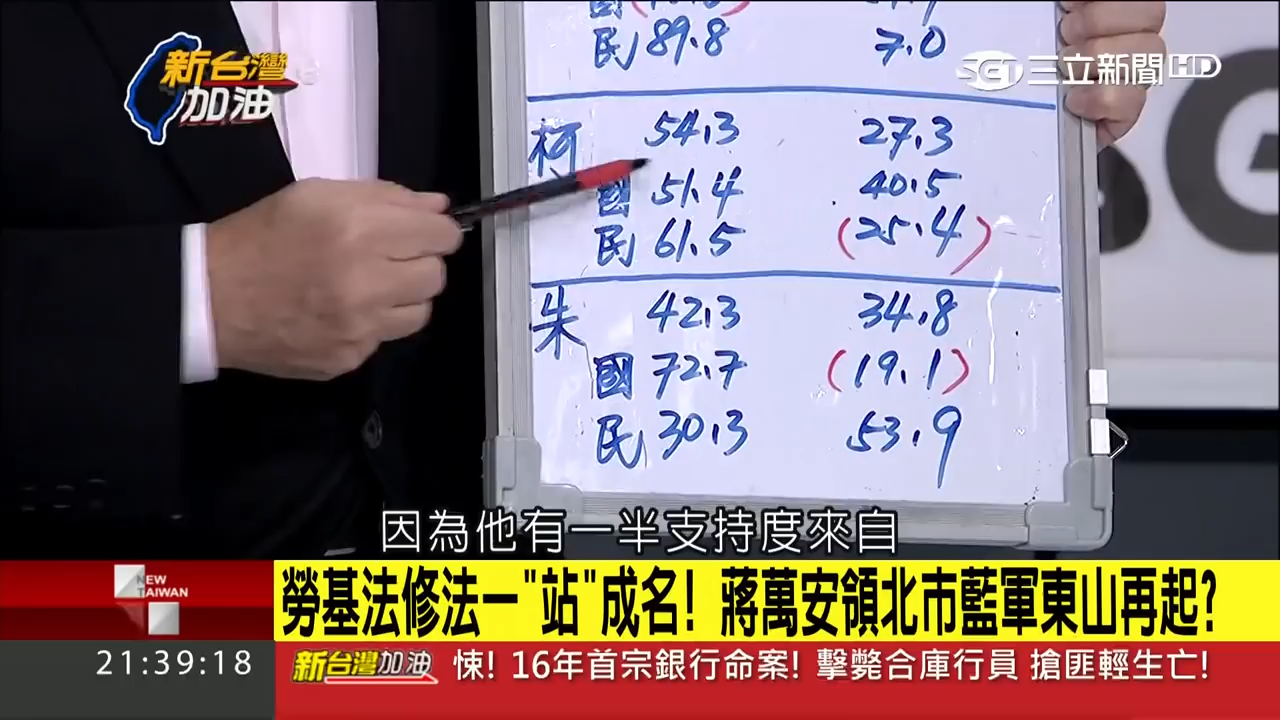 新台灣
加油
SET三立新聞HD
民 89.8 7.0
柯 54.3 27.3
國 51.4 40.5
民 61.5 (25.4)
朱 42.3 34.8
國 72.7 (19.1)
民 30.3 53.9
因為他有一半支持度來自
NEW
TAIWAN
勞基法修法一"站"成名! 蔣萬安領北市藍軍東山再起?
21:39:18
新台灣加油 悚! 16年首宗銀行命案! 擊斃合庫行員 搶匪輕生亡!